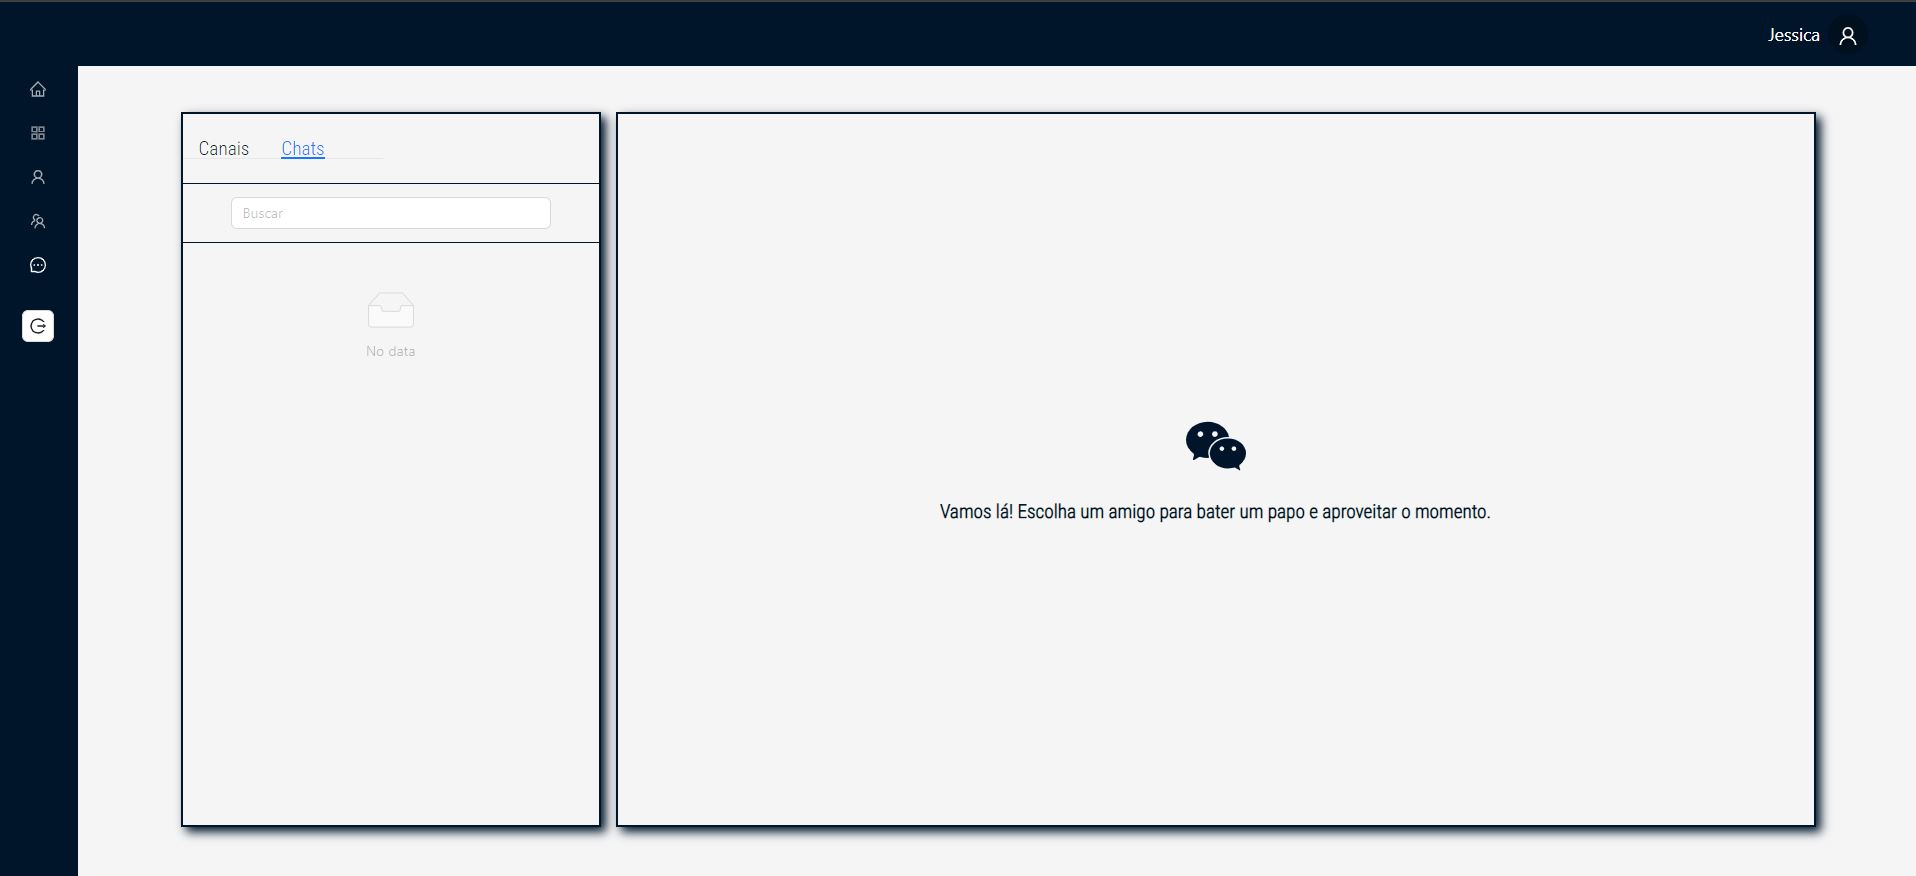 Jessica
Canais Chats
Buscar
No data
Vamos lá! Escolha um amigo para bater um papo e aproveitar o momento.